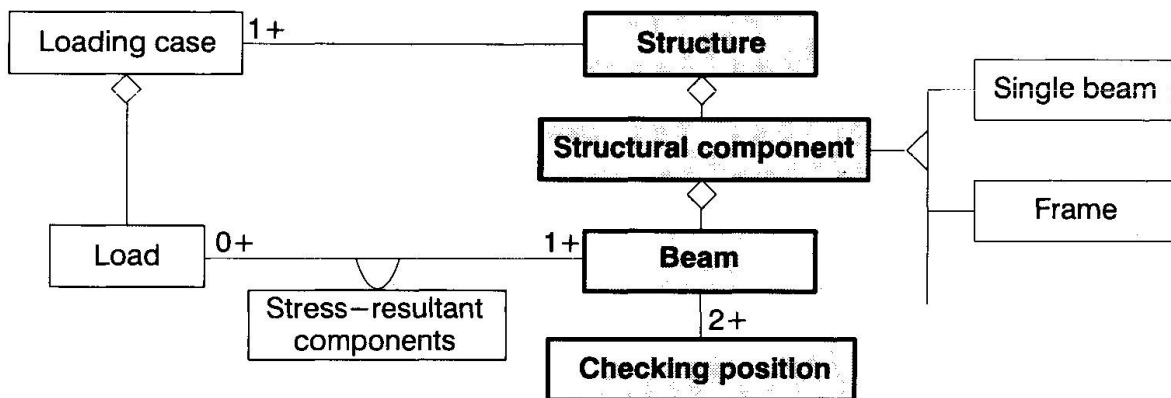 Loading case
1+
Structure
Structural component
Single beam
Frame
Load
0+
1+
Beam
Stress-resultant
components
2+
Checking position